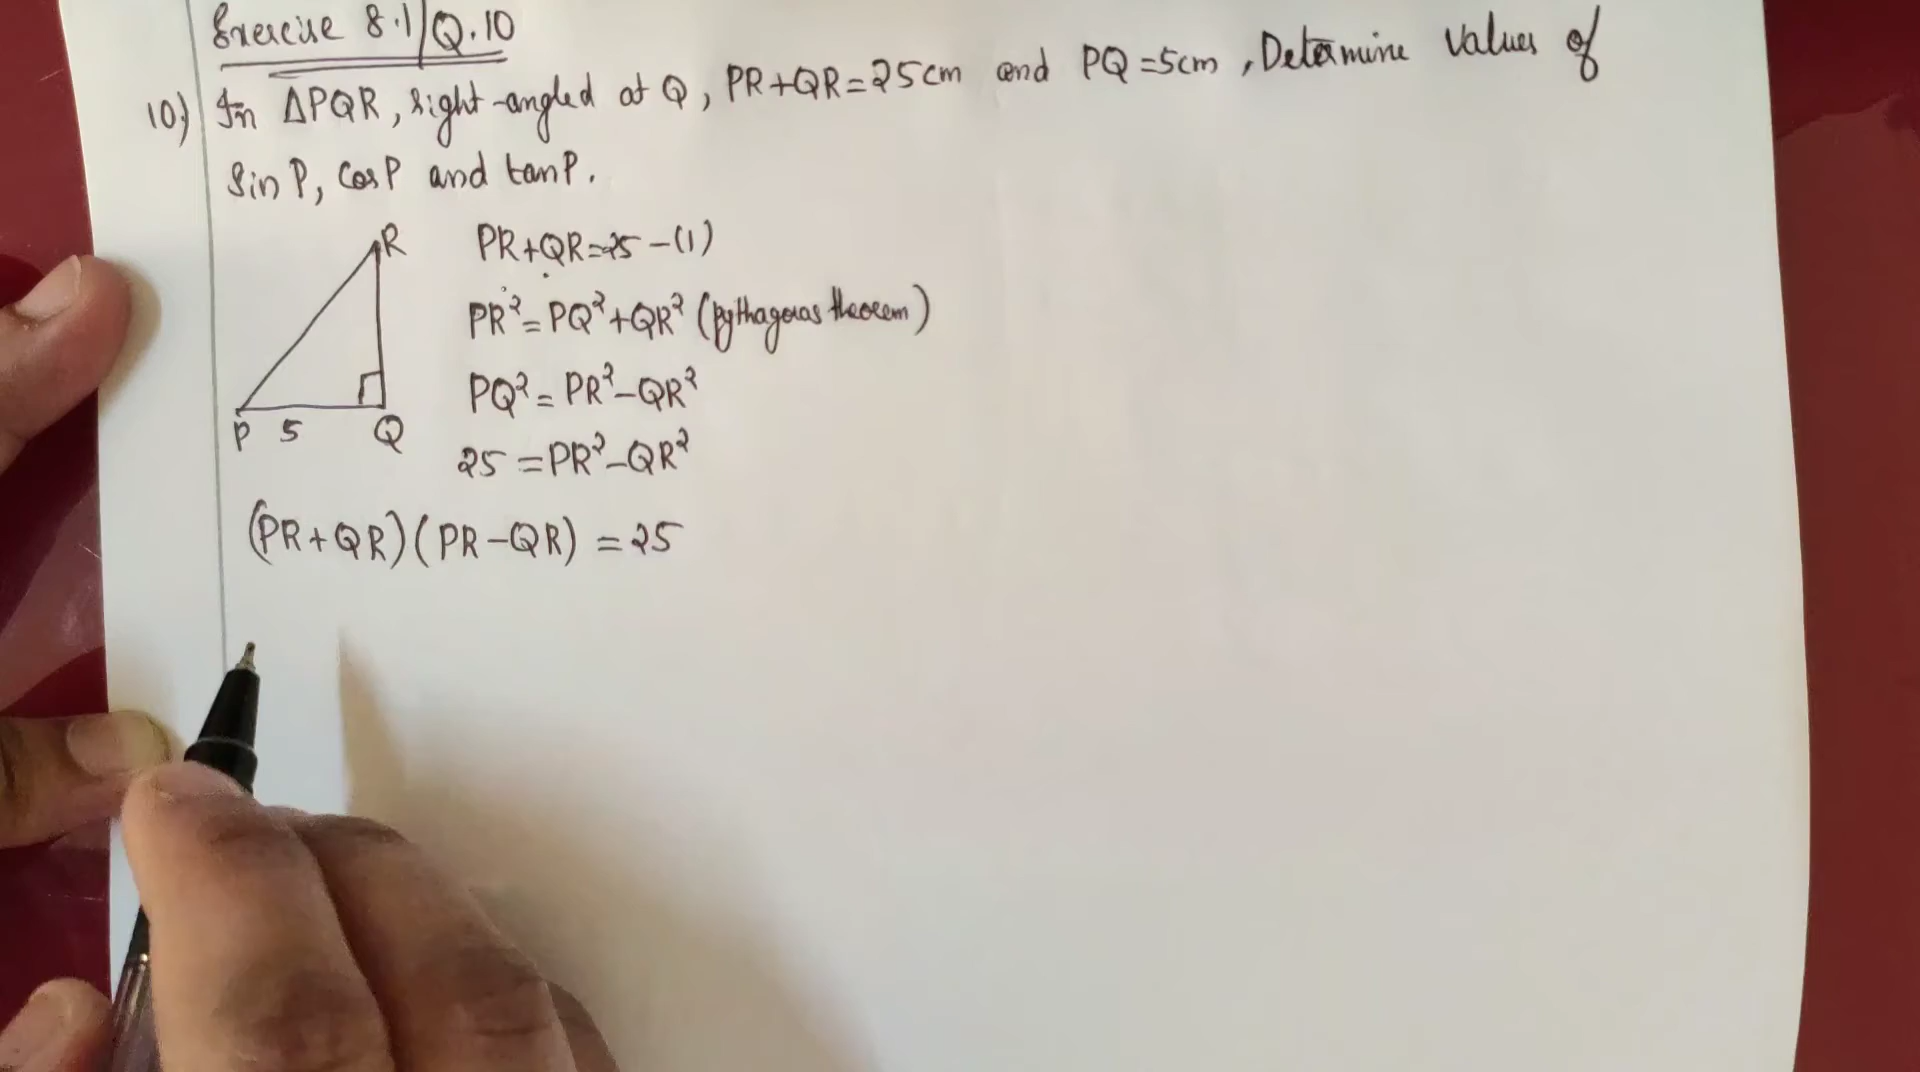 Exercise 8.1/Q.10
10) In ΔPQR, right-angled at Q, PR+QR=25cm and PQ=5cm, Determine Values of
Sin P, Cos P and tan P.
R
P 5 Q
PR+QR=25 -(1)
PR²=PQ²+QR² (pythagoras theorem)
PQ²=PR²-QR²
25=PR²-QR²
(PR+QR)(PR-QR)=25